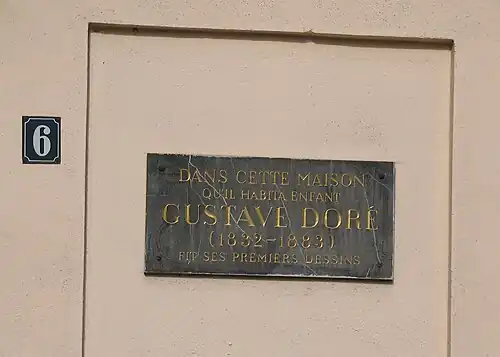 6
DANS CETTE MAISON
QU'IL HABITA ENFANT
GUSTAVE DORÉ
(1832-1883)
FIT SES PREMIERS DESSINS